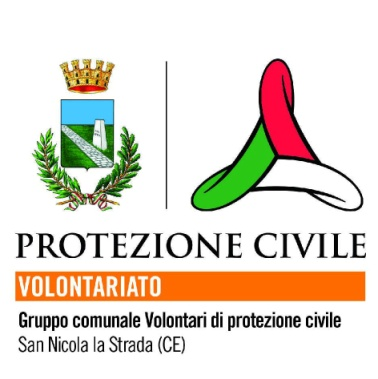 PROTEZIONE CIVILE
VOLONTARIATO
Gruppo comunale Volontari di protezione civile
San Nicola la Strada (CE)